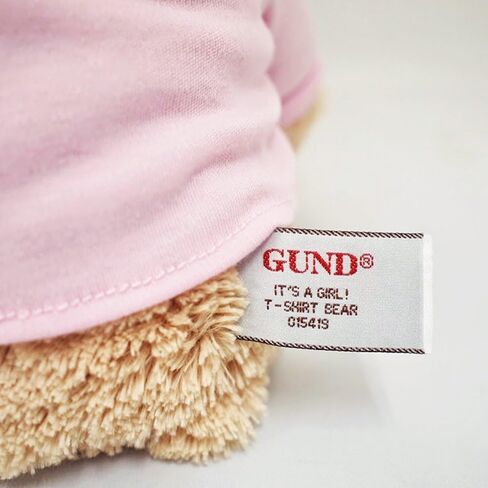 GUND®
IT'S A GIRL!
T-SHIRT BEAR
015419